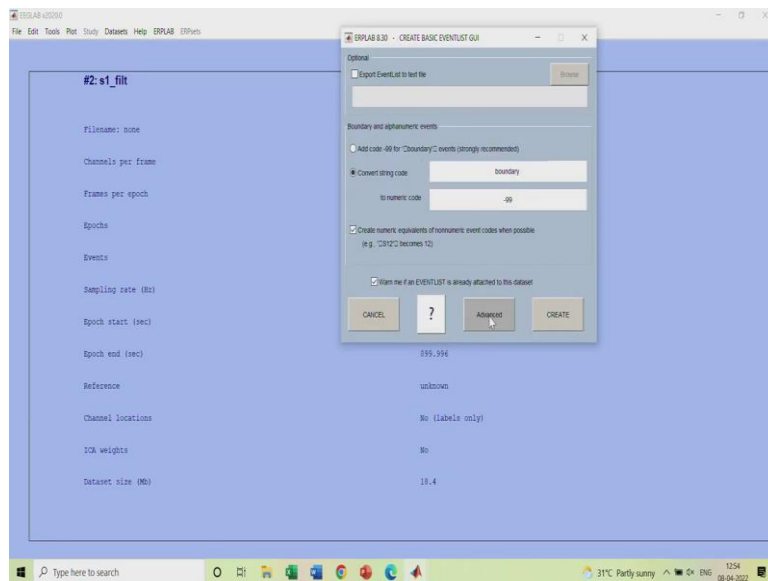 EEGLAB v2020.0
File Edit Tools Plot Study Datasets Help ERPLAB ERPsets
#2: s1_filt
Filename: none
Channels per frame
Frames per epoch
Epochs
Events
Sampling rate (Hz)
Epoch start (sec)
Epoch end (sec) 899.996
Reference unknown
Channel locations No (labels only)
ICA weights No
Dataset size (Mb) 18.4
ERPLAB 8.30 - CREATE BASIC EVENTLIST GUI
Optional
Export EventList to text file Browse
Boundary and alphanumeric events
Add code -99 for 'boundary' events (strongly recommended)
Convert string code boundary
to numeric code -99
Create numeric equivalents of nonnumeric event codes when possible
(e.g. 'S12' becomes 12)
Warn me if an EVENTLIST is already attached to this dataset
CANCEL ? Advanced CREATE
Type here to search
31°C Partly sunny ENG 12:54
08-04-2022